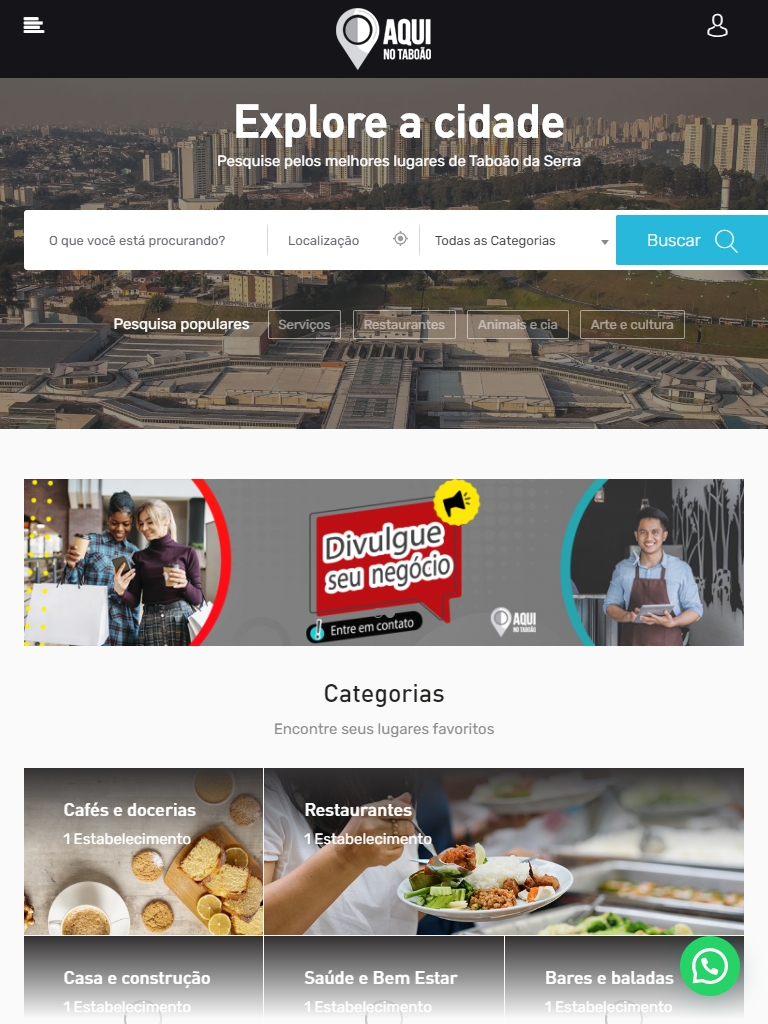 AQUI
NO TABOÃO
Explore a cidade
Pesquise pelos melhores lugares de Taboão da Serra
O que você está procurando?
Localização
Todas as Categorias
Buscar
Pesquisa populares
Serviços
Restaurantes
Animais e cia
Arte e cultura
Divulgue
seu negócio
Entre em contato
AQUI
NO TABOÃO
Categorias
Encontre seus lugares favoritos
Cafés e docerias
1 Estabelecimento
Restaurantes
1 Estabelecimento
Casa e construção
1 Estabelecimento
Saúde e Bem Estar
1 Estabelecimento
Bares e baladas
1 Estabelecimento